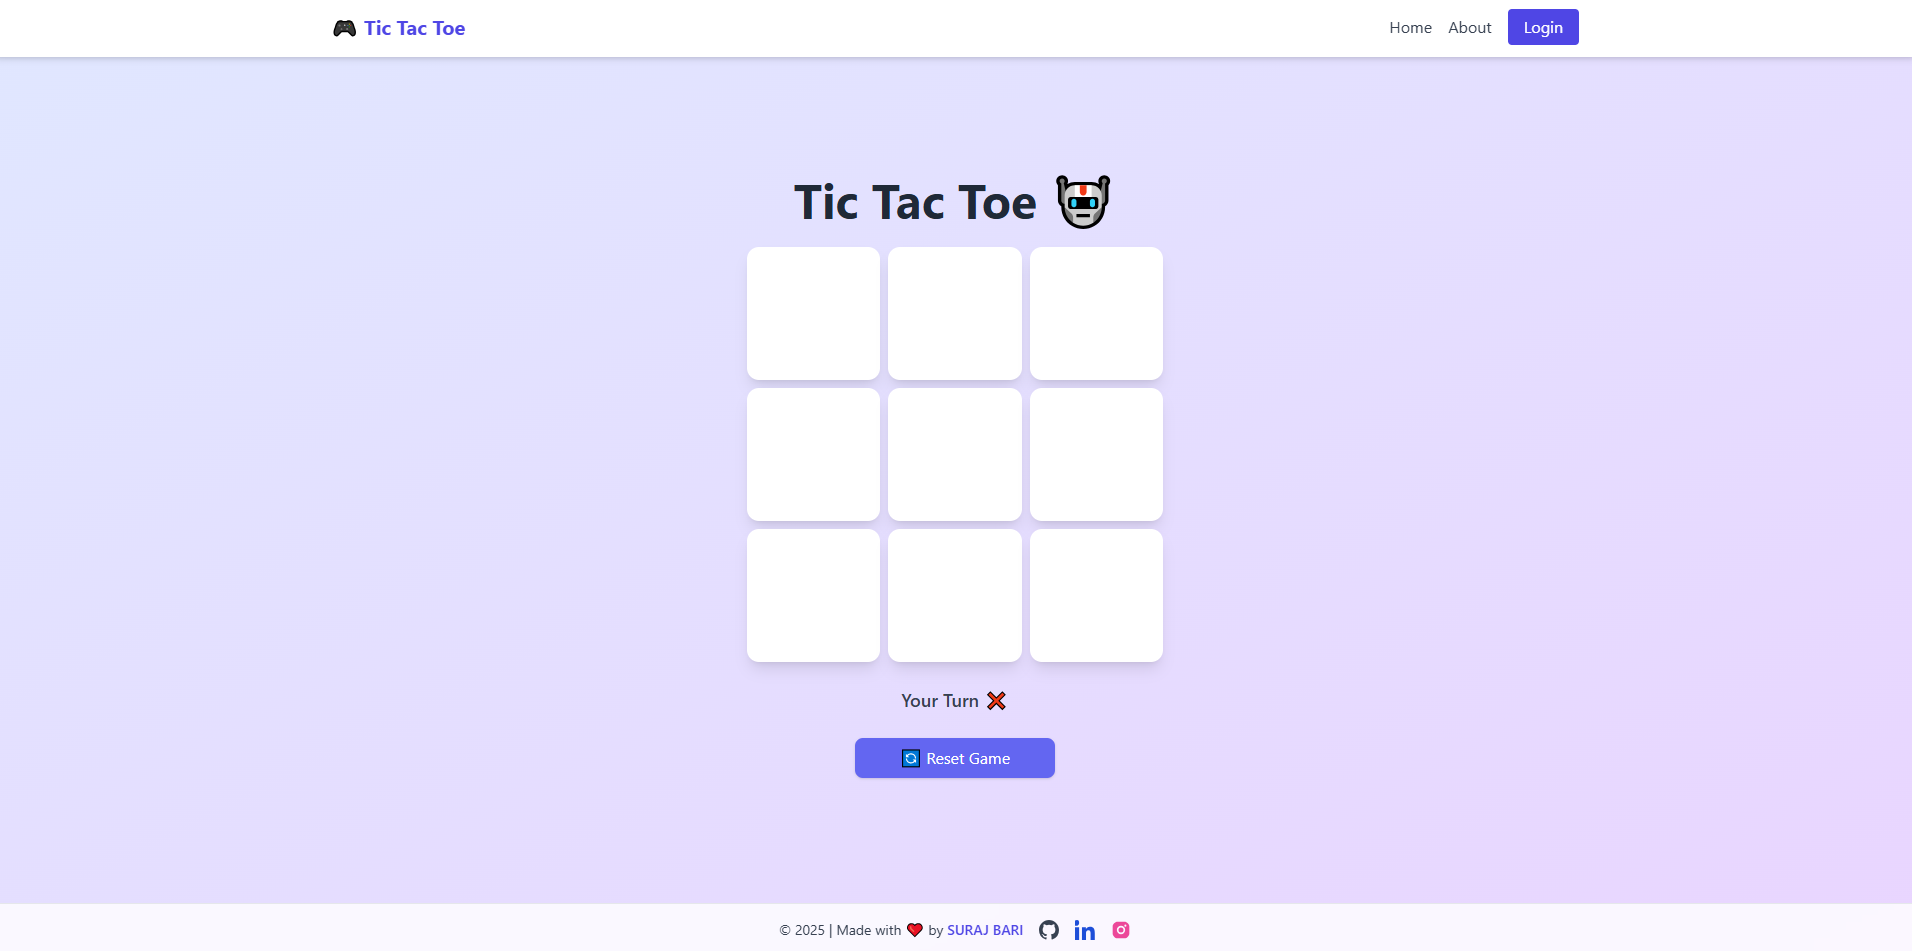 🎮 Tic Tac Toe
Home About Login
Tic Tac Toe 🤖
Your Turn ❌
🔄 Reset Game
© 2025 | Made with ❤️ by SURAJ BARI